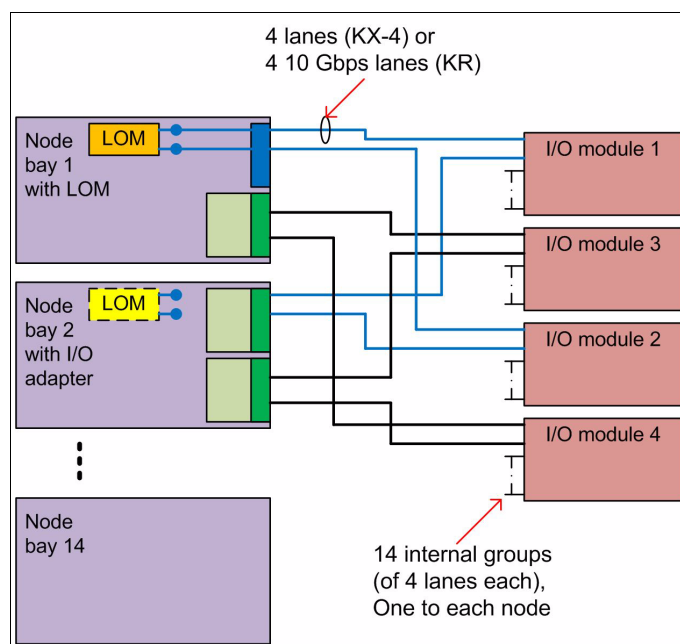 4 lanes (KX-4) or
4 10 Gbps lanes (KR)
Node
bay 1
with LOM
LOM
I/O module 1
I/O module 3
Node
bay 2
with I/O
adapter
LOM
I/O module 2
I/O module 4
Node
bay 14
14 internal groups
(of 4 lanes each),
One to each node